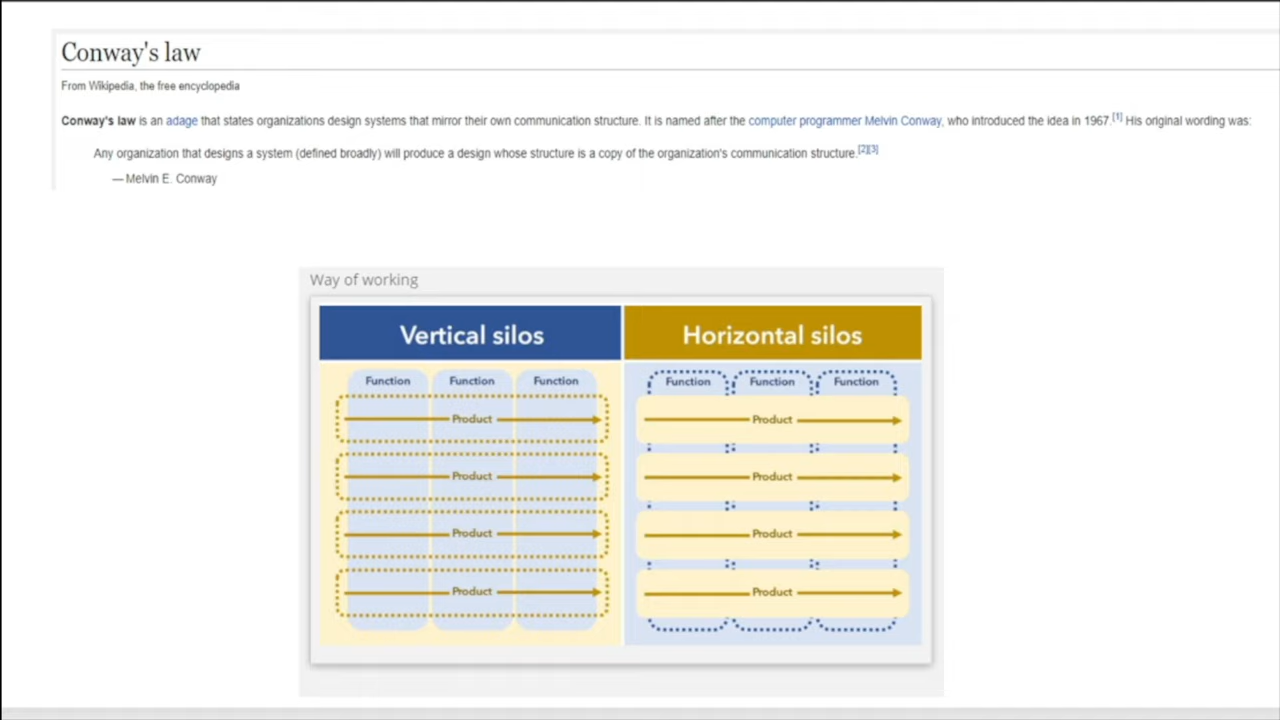 Conway's law
From Wikipedia, the free encyclopedia
Conway's law is an adage that states organizations design systems that mirror their own communication structure. It is named after the computer programmer Melvin Conway, who introduced the idea in 1967.[1] His original wording was:
Any organization that designs a system (defined broadly) will produce a design whose structure is a copy of the organization's communication structure.[2][3]
— Melvin E. Conway
Way of working
Vertical silos
Function Function Function
Product
Product
Product
Product
Horizontal silos
Function Function Function
Product
Product
Product
Product